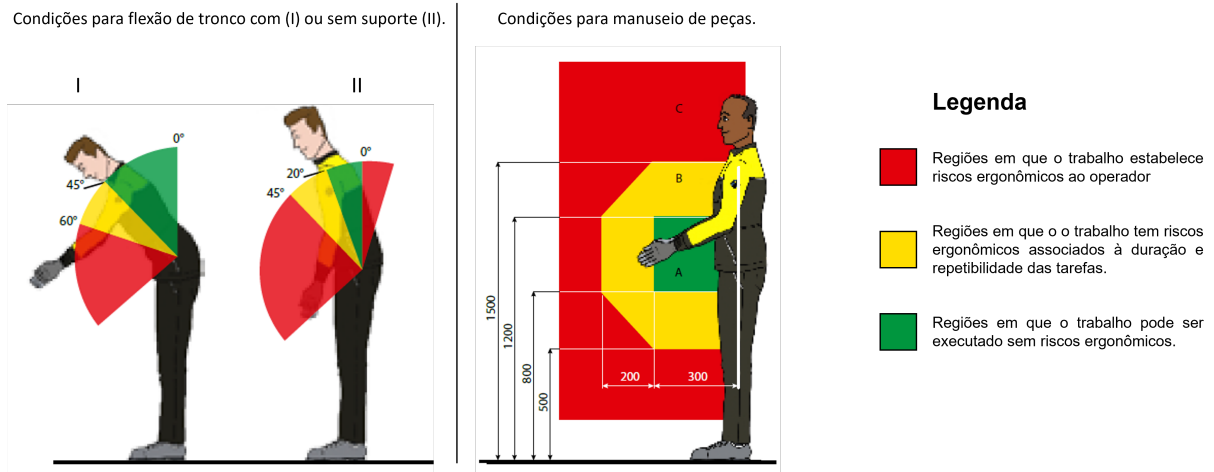 Condições para flexão de tronco com (I) ou sem suporte (II).
Condições para manuseio de peças.
I
II
0°
45°
60°
0°
20°
45°
C
B
A
1500
1200
800
500
200
300
Legenda
Regiões em que o trabalho estabelece
riscos ergonômicos ao operador
Regiões em que o o trabalho tem riscos
ergonômicos associados à duração e
repetibilidade das tarefas.
Regiões em que o trabalho pode ser
executado sem riscos ergonômicos.